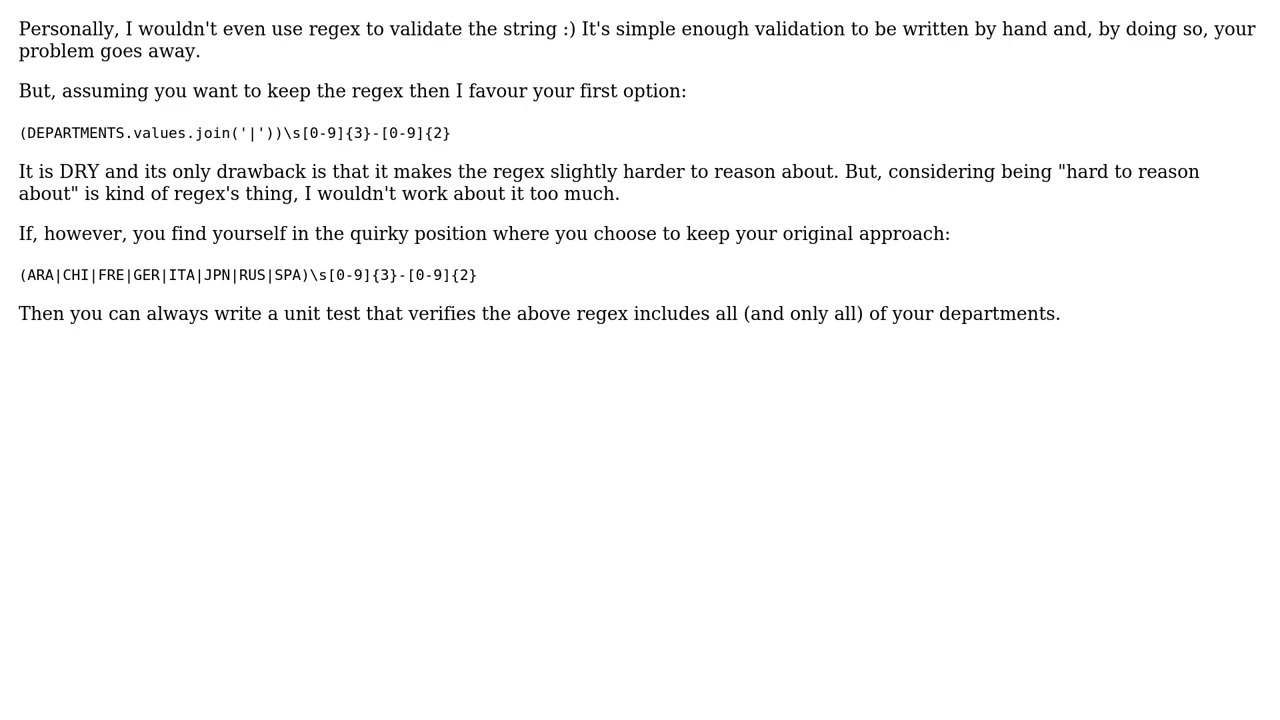 Personally, I wouldn't even use regex to validate the string :) It's simple enough validation to be written by hand and, by doing so, your
problem goes away.
But, assuming you want to keep the regex then I favour your first option:
(DEPARTMENTS.values.join('|'))\s[0-9]{3}-[0-9]{2}
It is DRY and its only drawback is that it makes the regex slightly harder to reason about. But, considering being "hard to reason
about" is kind of regex's thing, I wouldn't work about it too much.
If, however, you find yourself in the quirky position where you choose to keep your original approach:
(ARA|CHI|FRE|GER|ITA|JPN|RUS|SPA)\s[0-9]{3}-[0-9]{2}
Then you can always write a unit test that verifies the above regex includes all (and only all) of your departments.